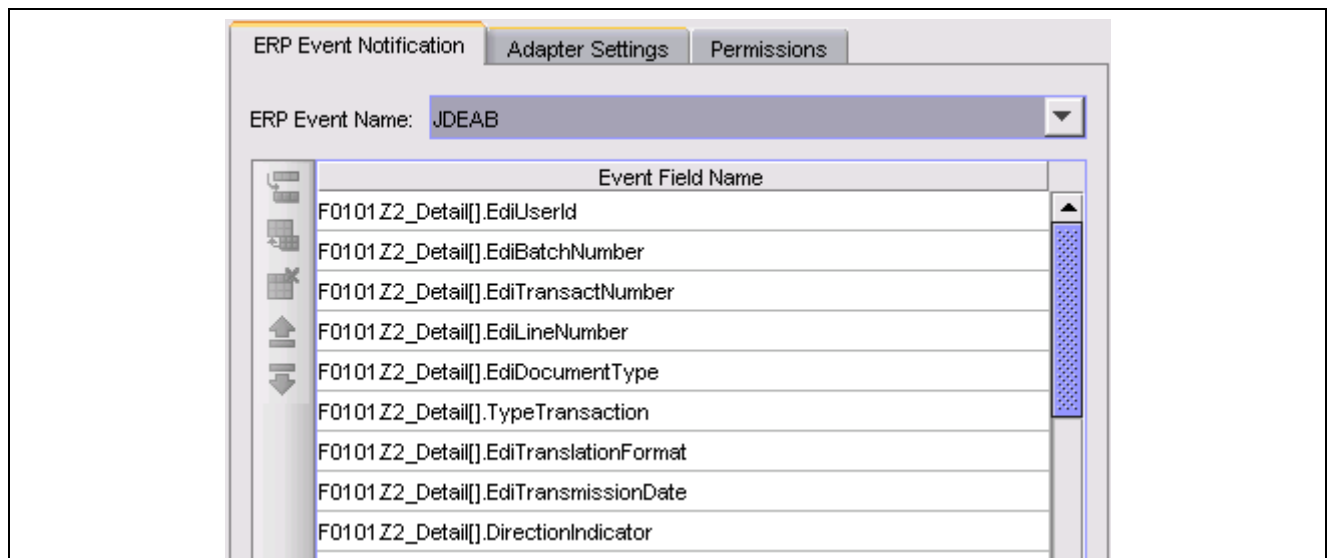 ERP Event Notification Adapter Settings Permissions
ERP Event Name: JDEAB
Event Field Name
F0101Z2_Detail[].EdiUserId
F0101Z2_Detail[].EdiBatchNumber
F0101Z2_Detail[].EdiTransactNumber
F0101Z2_Detail[].EdiLineNumber
F0101Z2_Detail[].EdiDocumentType
F0101Z2_Detail[].TypeTransaction
F0101Z2_Detail[].EdiTranslationFormat
F0101Z2_Detail[].EdiTransmissionDate
F0101Z2_Detail[].DirectionIndicator